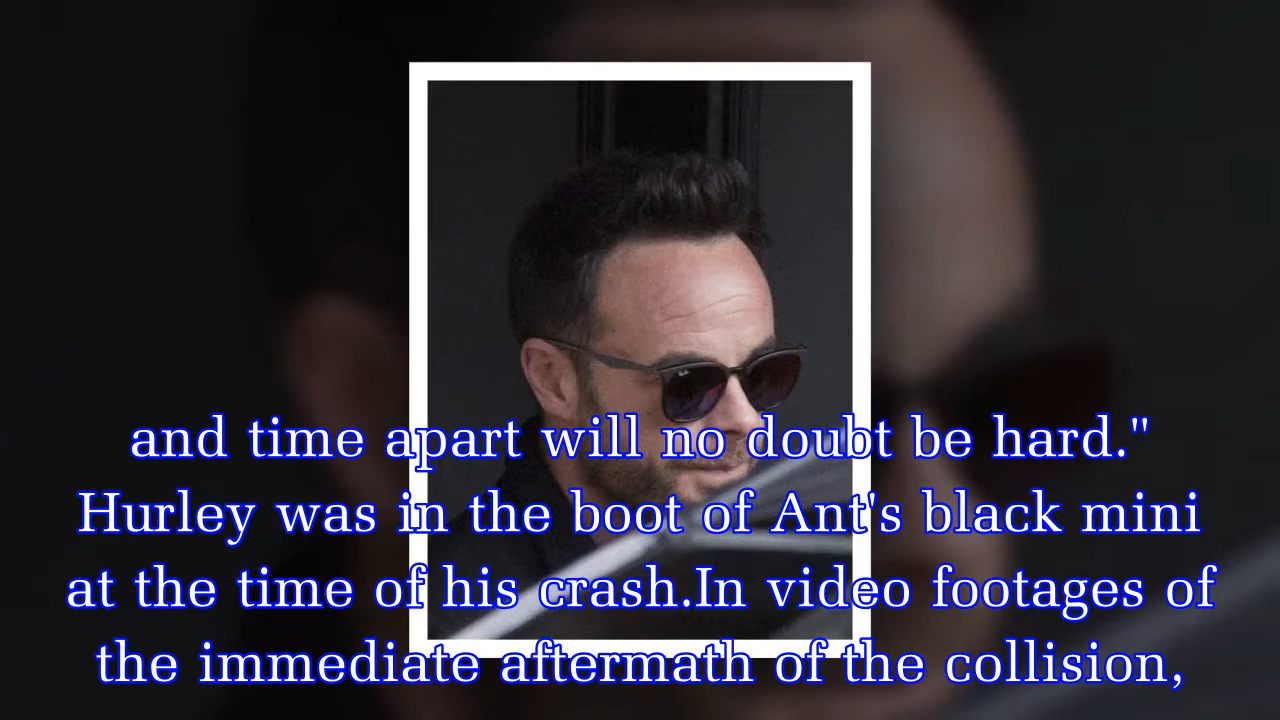 and time apart will no doubt be hard."
Hurley was in the boot of Ant's black mini
at the time of his crash.In video footages of
the immediate aftermath of the collision,